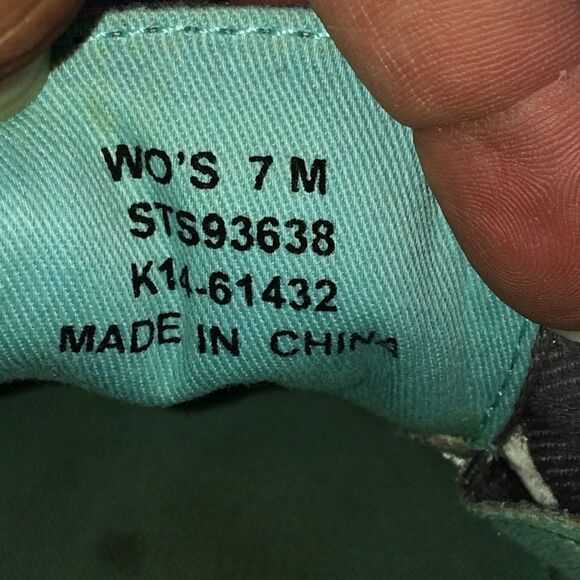 WO'S 7 M
STS93638
K14-61432
MADE IN CHINA